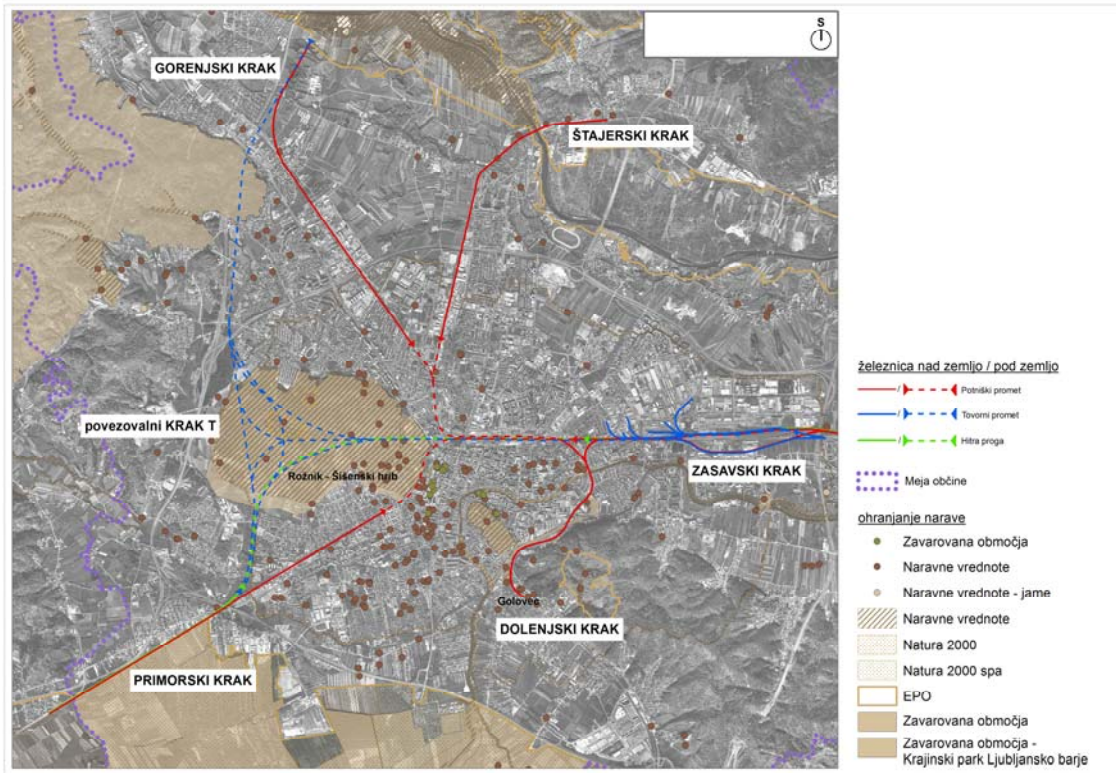 S
GORENJSKI KRAK
ŠTAJERSKI KRAK
povezovalni KRAK T
Rožnik - Šišenski hrib
ZASAVSKI KRAK
Golovec
DOLENJSKI KRAK
PRIMORSKI KRAK
železnica nad zemljo / pod zemljo
/ Potniški promet
/ Tovorni promet
/ Hitra proga
Meja občine
ohranjanje narave
Zavarovana območja
Naravne vrednote
Naravne vrednote - jame
Naravne vrednote
Natura 2000
Natura 2000 spa
EPO
Zavarovana območja
Zavarovana območja -
Krajinski park Ljubljansko barje